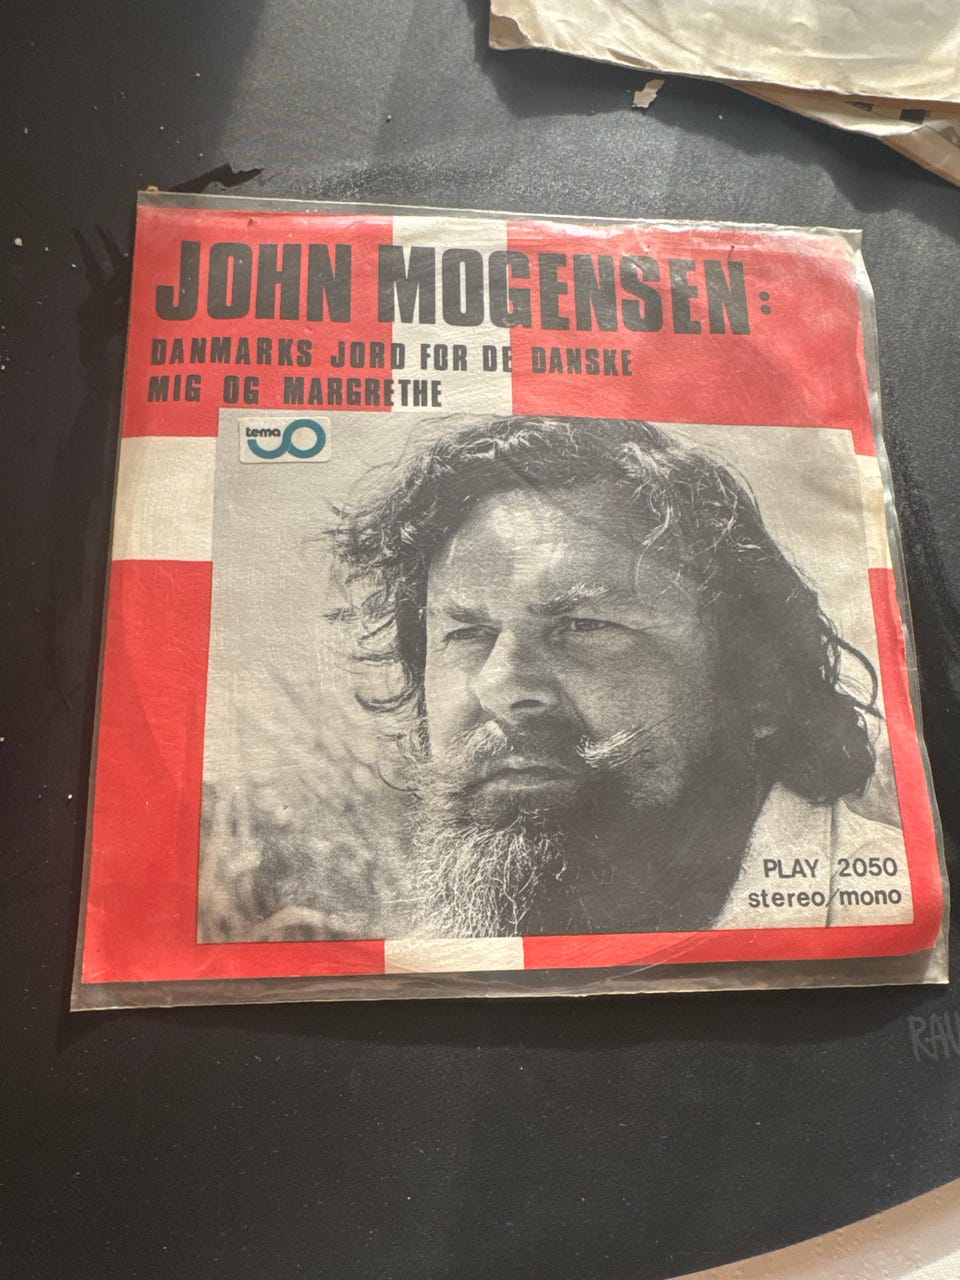 JOHN MOGENSEN:
DANMARKS JORD FOR DE DANSKE
MIG OG MARGRETHE
tema
PLAY 2050
stereo/mono